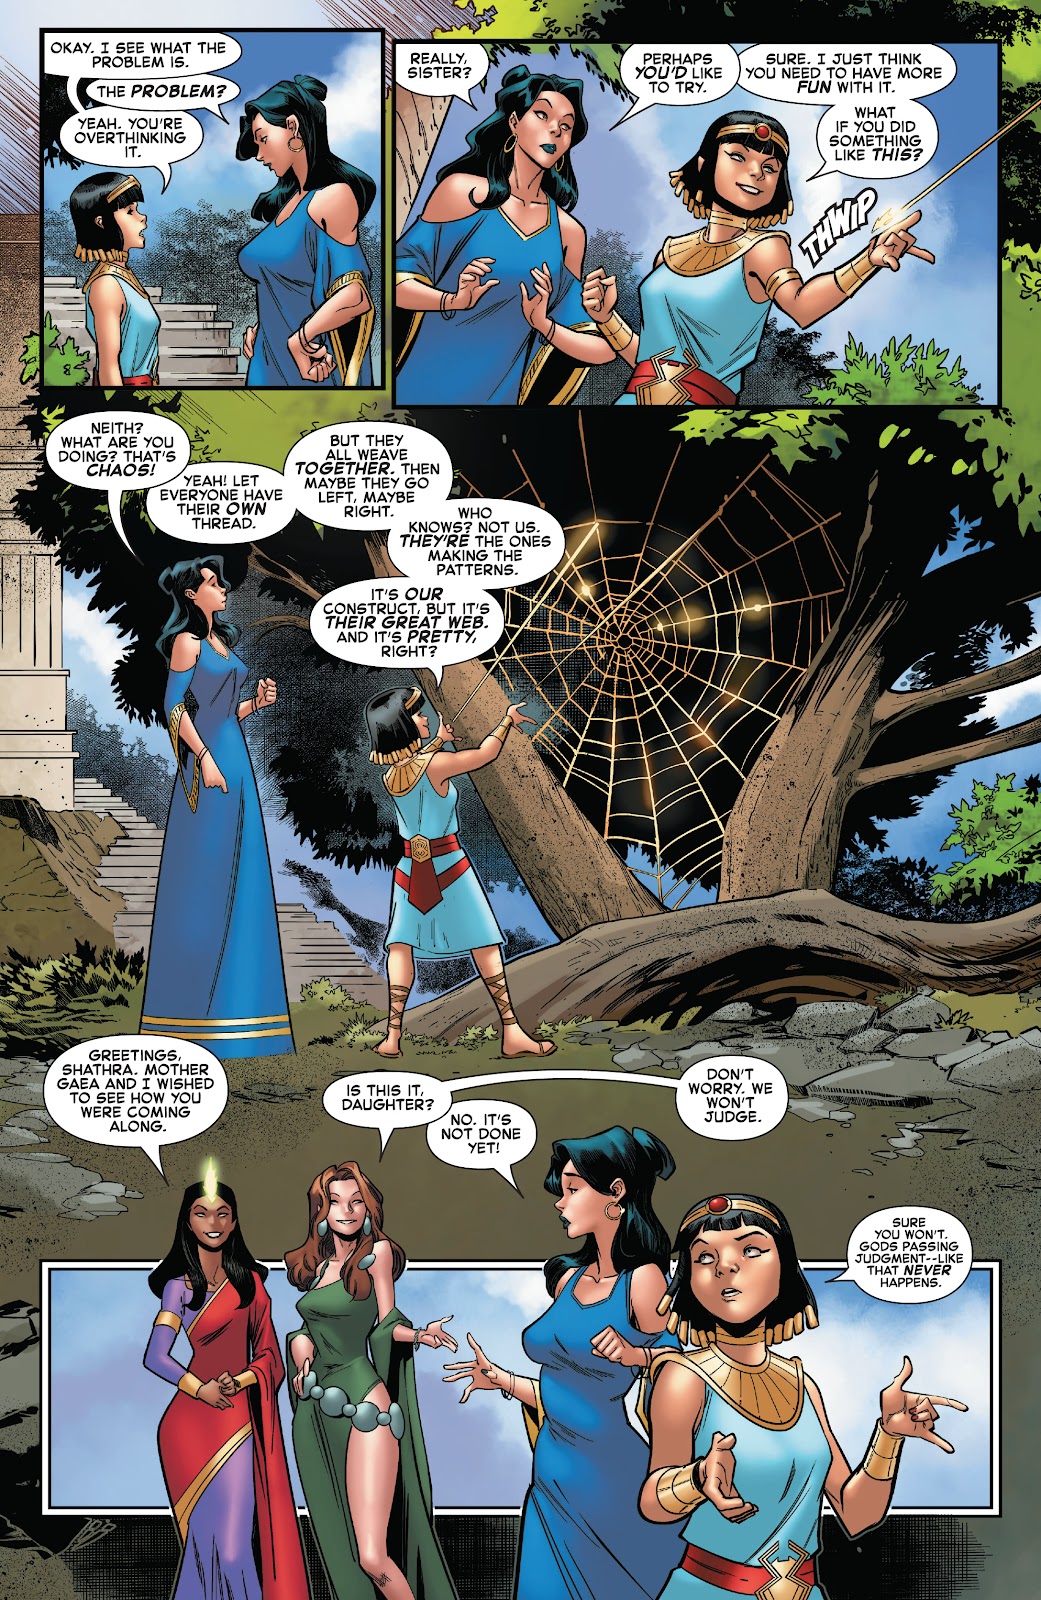 OKAY. I SEE WHAT THE
PROBLEM IS.
THE PROBLEM?
YEAH. YOU'RE
OVERTHINKING
IT.
REALLY,
SISTER?
PERHAPS
YOU'D LIKE
TO TRY.
SURE. I JUST THINK
YOU NEED TO HAVE MORE
FUN WITH IT.
WHAT
IF YOU DID
SOMETHING
LIKE THIS?
THWIP
NEITH?
WHAT ARE YOU
DOING? THAT'S
CHAOS!
YEAH! LET
EVERYONE HAVE
THEIR OWN
THREAD.
BUT THEY
ALL WEAVE
TOGETHER. THEN
MAYBE THEY GO
LEFT, MAYBE
RIGHT.
WHO
KNOWS? NOT US.
THEY'RE THE ONES
MAKING THE
PATTERNS.
IT'S OUR
CONSTRUCT, BUT IT'S
THEIR GREAT WEB.
AND IT'S PRETTY,
RIGHT?
GREETINGS,
SHATHRA. MOTHER
GAEA AND I WISHED
TO SEE HOW YOU
WERE COMING
ALONG.
IS THIS IT,
DAUGHTER?
NO. IT'S
NOT DONE
YET!
DON'T
WORRY. WE
WON'T
JUDGE.
SURE
YOU WON'T.
GODS PASSING
JUDGMENT--LIKE
THAT NEVER
HAPPENS.